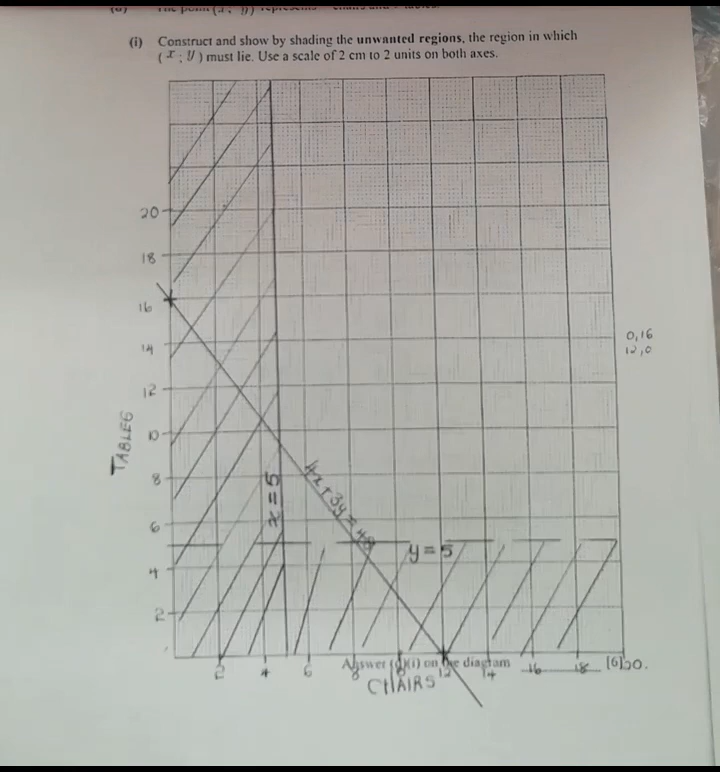 (i) Construct and show by shading the unwanted regions, the region in which
(x ; y) must lie. Use a scale of 2 cm to 2 units on both axes.
20
18
16
14
12
10
8
6
4
2
TABLES
x = 5
4x + 3y = 48
y = 5
0,16
12,0
2 4 6 8 12 14 16 18 20.
Answer (d)(i) on the diagram [6]
CHAIRS